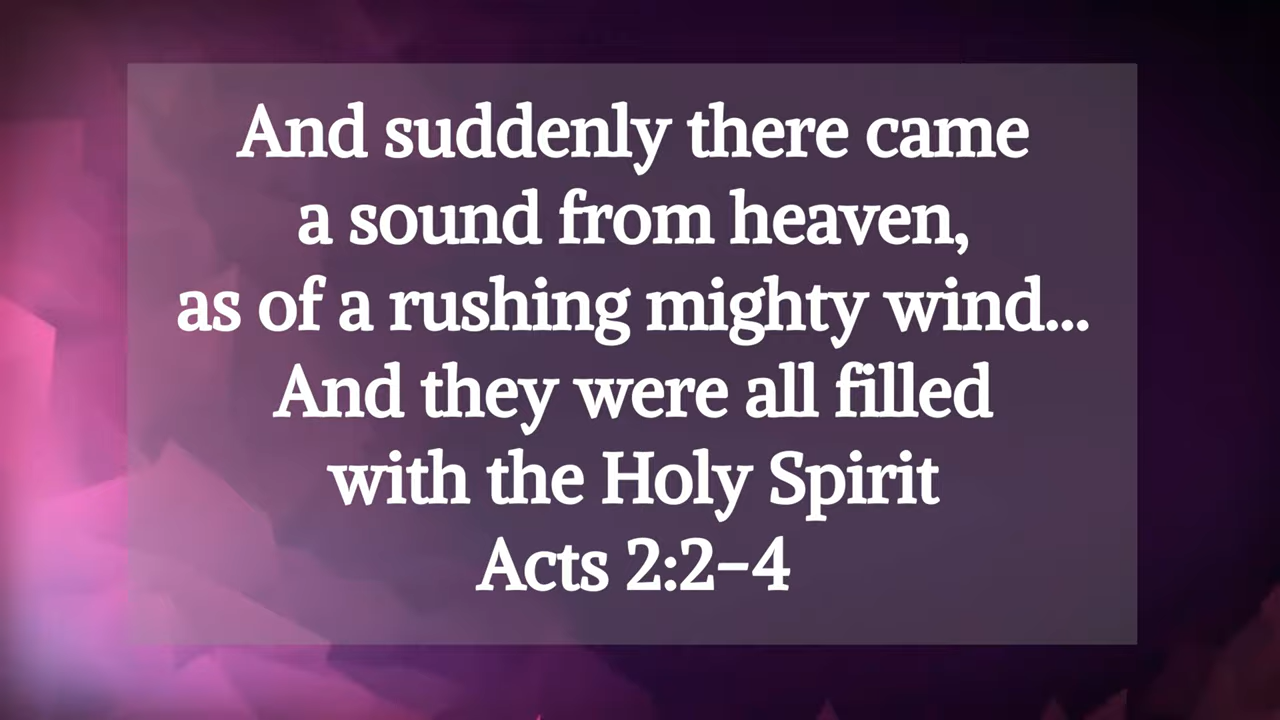 And suddenly there came
a sound from heaven,
as of a rushing mighty wind...
And they were all filled
with the Holy Spirit
Acts 2:2–4